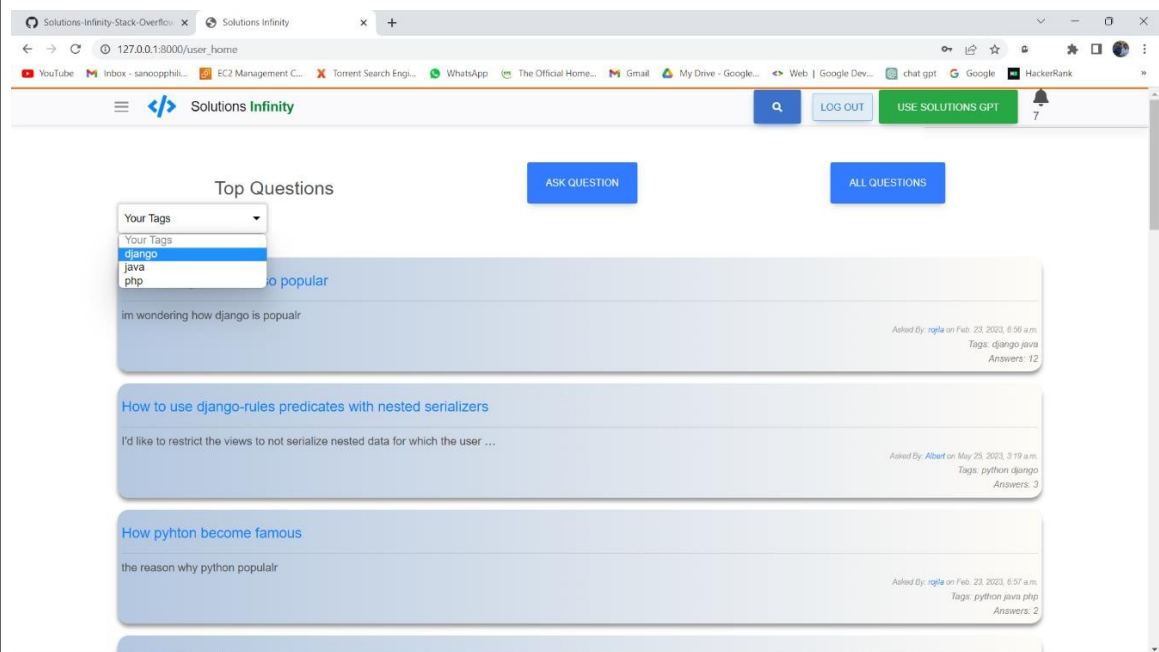 Solutions-Infinity-Stack-Overflow
Solutions Infinity
127.0.0.1:8000/user_home
YouTube
Inbox - sanoopphili...
EC2 Management C...
Torrent Search Engi...
WhatsApp
The Official Home...
Gmail
My Drive - Google...
Web | Google Dev...
chat gpt
Google
HackerRank
»
</> Solutions Infinity
LOG OUT
USE SOLUTIONS GPT
7
Top Questions
ASK QUESTION
ALL QUESTIONS
Your Tags
Your Tags
django
java
php
so popular
im wondering how django is popualr
Asked By: rojla on Feb. 23, 2023, 6:56 a.m.
Tags: django java
Answers: 12
How to use django-rules predicates with nested serializers
I'd like to restrict the views to not serialize nested data for which the user …
Asked By: Albert on May 25, 2023, 3:19 a.m.
Tags: python django
Answers: 3
How pyhton become famous
the reason why python populalr
Asked By: rojla on Feb. 23, 2023, 6:57 a.m.
Tags: python java php
Answers: 2